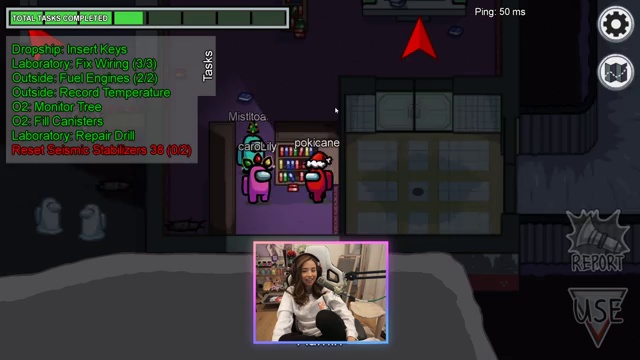 TOTAL TASKS COMPLETED
Ping: 50 ms
Dropship: Insert Keys
Laboratory: Fix Wiring (3/3)
Outside: Fuel Engines (2/2)
Outside: Record Temperature
O2: Monitor Tree
O2: Fill Canisters
Laboratory: Repair Drill
Reset Seismic Stabilizers 36 (0/2)
Tasks
Mistltoa
caroLily
pokicane
REPORT
USE